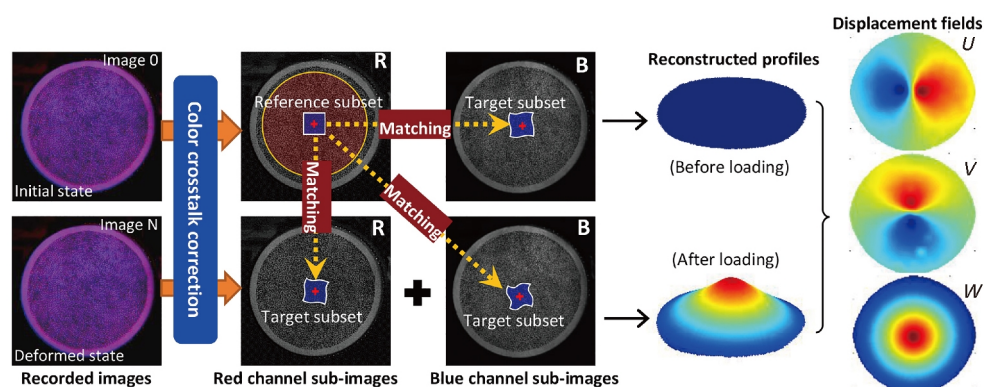 Displacement fields
Image 0
R
B
Reconstructed profiles
U
Reference subset
Target subset
Matching
Color crosstalk correction
Initial state
(Before loading)
Matching
Matching
V
Image N
R
B
(After loading)
Target subset
Target subset
W
Deformed state
Recorded images
Red channel sub-images
Blue channel sub-images